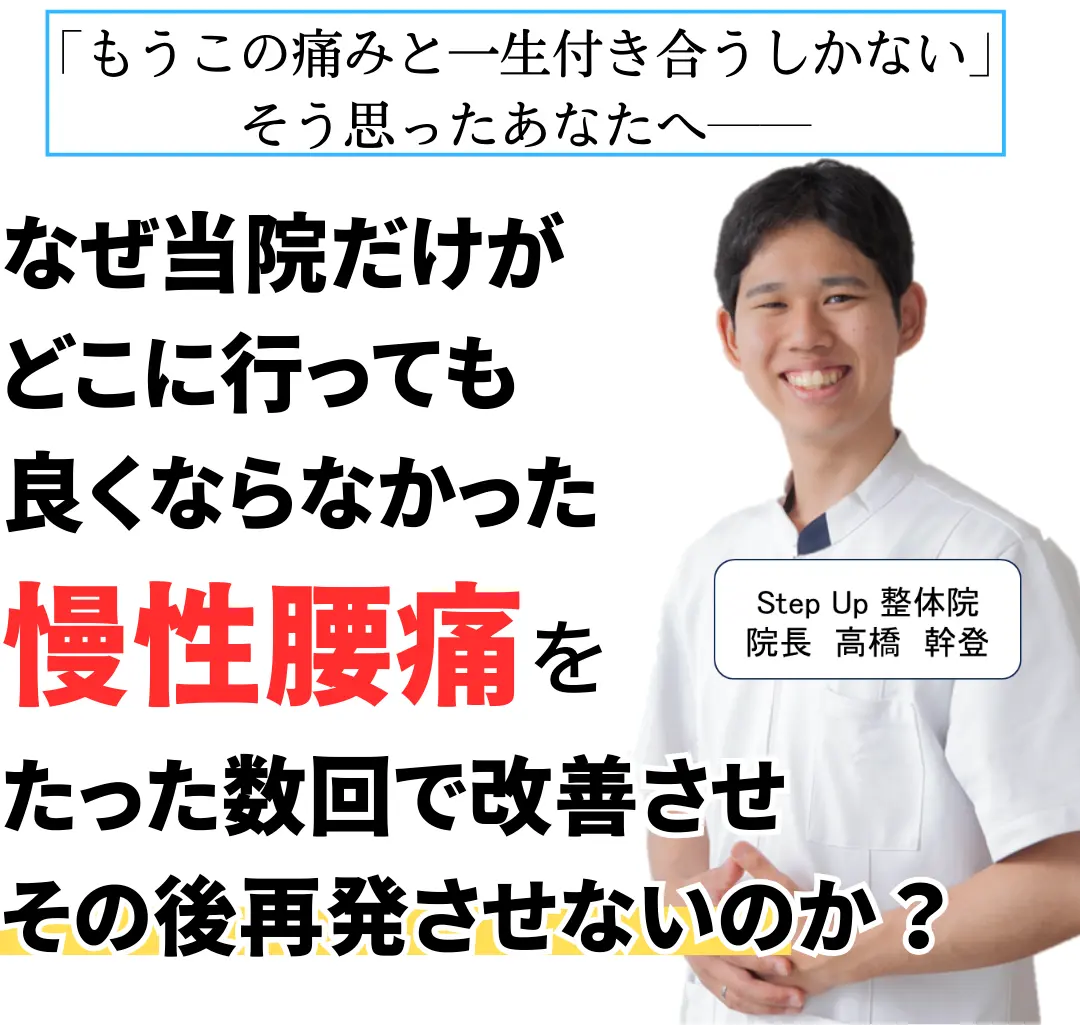 「もうこの痛みと一生付き合うしかない」
そう思ったあなたへ――
なぜ当院だけが
どこに行っても
良くならなかった
慢性腰痛を
たった数回で改善させ
その後再発させないのか？
Step Up 整体院
院長　高橋　幹登